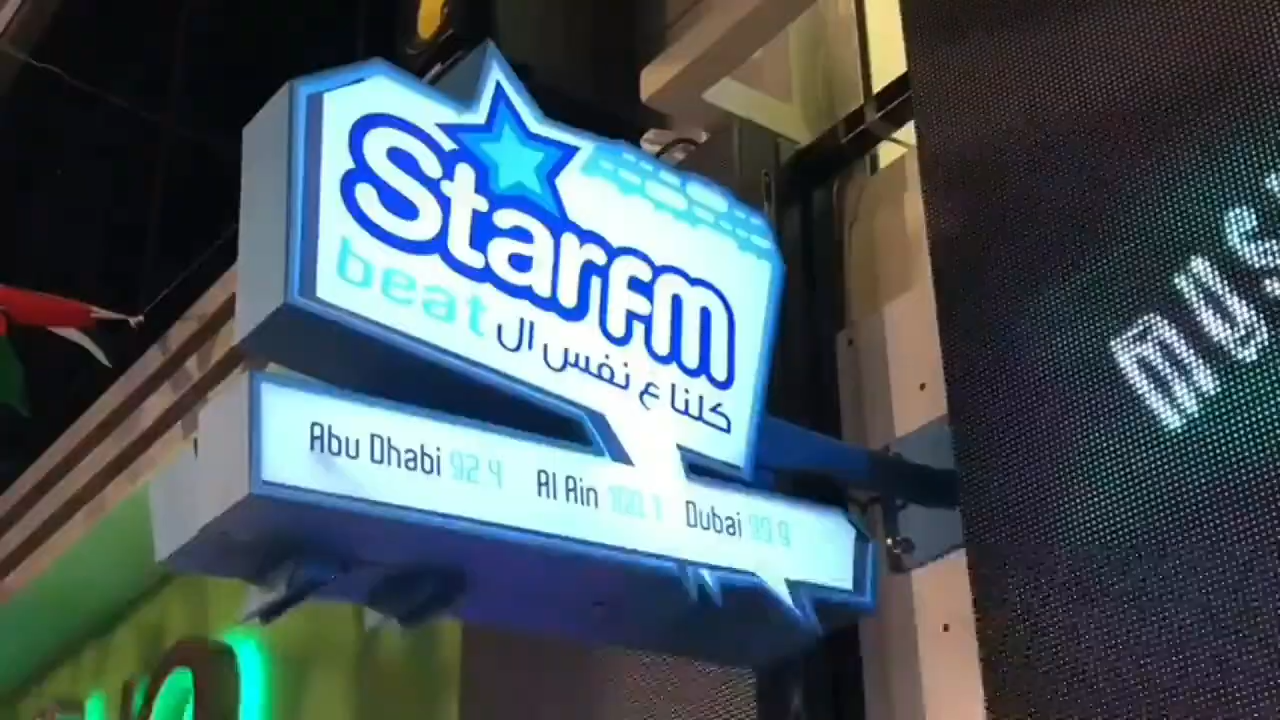 StarFM
كلنا ع نفس ال beat
Abu Dhabi 92.4 Al Ain 100.1 Dubai 99.9